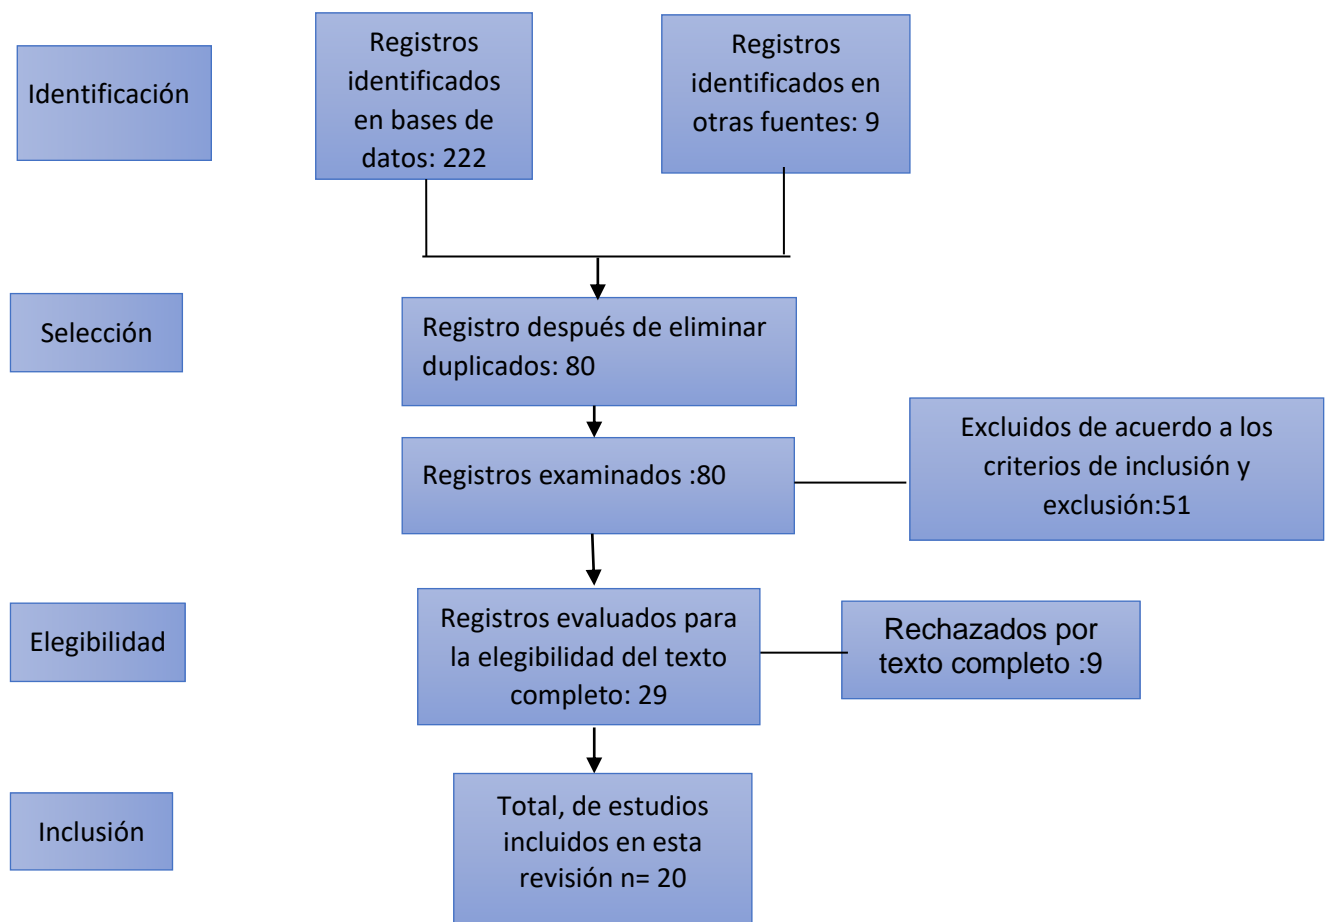 Identificación
Registros
identificados
en bases de
datos: 222
Registros
identificados en
otras fuentes: 9
Selección
Registro después de eliminar
duplicados: 80
Registros examinados :80
Excluidos de acuerdo a los
criterios de inclusión y
exclusión:51
Elegibilidad
Registros evaluados para
la elegibilidad del texto
completo: 29
Rechazados por
texto completo :9
Inclusión
Total, de estudios
incluidos en esta
revisión n= 20